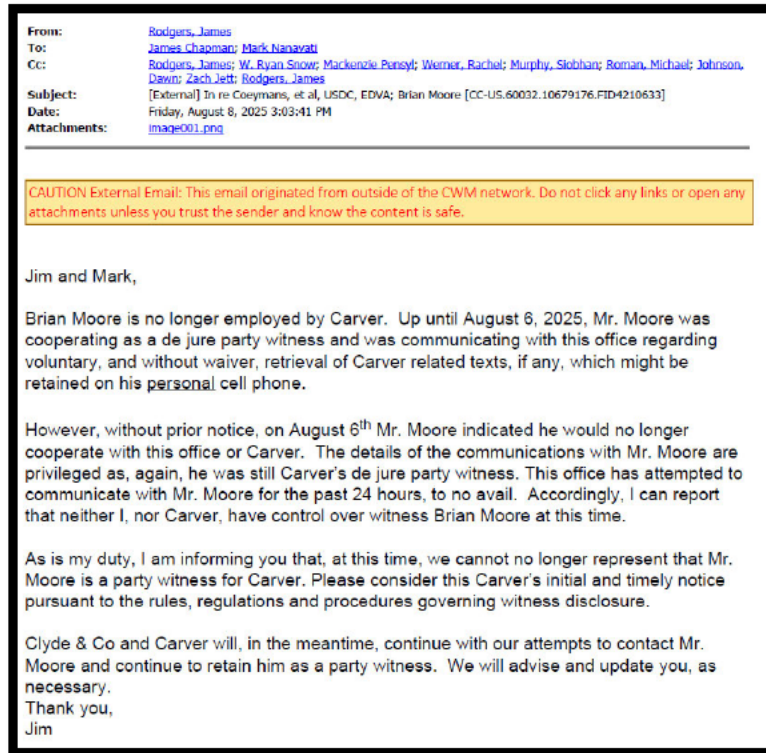 From: Rodgers, James
To: James Chapman; Mark Nanavati
Cc: Rodgers, James; W. Ryan Snow; Mackenzie Pensyl; Werner, Rachel; Murphy, Siobhan; Roman, Michael; Johnson,
Dawn; Zach Jett; Rodgers, James
Subject: [External] In re Coeymans, et al, USDC, EDVA; Brian Moore [CC-US.60032.10679176.FID4210633]
Date: Friday, August 8, 2025 3:03:41 PM
Attachments: image001.png
CAUTION External Email: This email originated from outside of the CWM network. Do not click any links or open any
attachments unless you trust the sender and know the content is safe.
Jim and Mark,
Brian Moore is no longer employed by Carver. Up until August 6, 2025, Mr. Moore was
cooperating as a de jure party witness and was communicating with this office regarding
voluntary, and without waiver, retrieval of Carver related texts, if any, which might be
retained on his personal cell phone.
However, without prior notice, on August 6th Mr. Moore indicated he would no longer
cooperate with this office or Carver. The details of the communications with Mr. Moore are
privileged as, again, he was still Carver's de jure party witness. This office has attempted to
communicate with Mr. Moore for the past 24 hours, to no avail. Accordingly, I can report
that neither I, nor Carver, have control over witness Brian Moore at this time.
As is my duty, I am informing you that, at this time, we cannot no longer represent that Mr.
Moore is a party witness for Carver. Please consider this Carver's initial and timely notice
pursuant to the rules, regulations and procedures governing witness disclosure.
Clyde & Co and Carver will, in the meantime, continue with our attempts to contact Mr.
Moore and continue to retain him as a party witness. We will advise and update you, as
necessary.
Thank you,
Jim